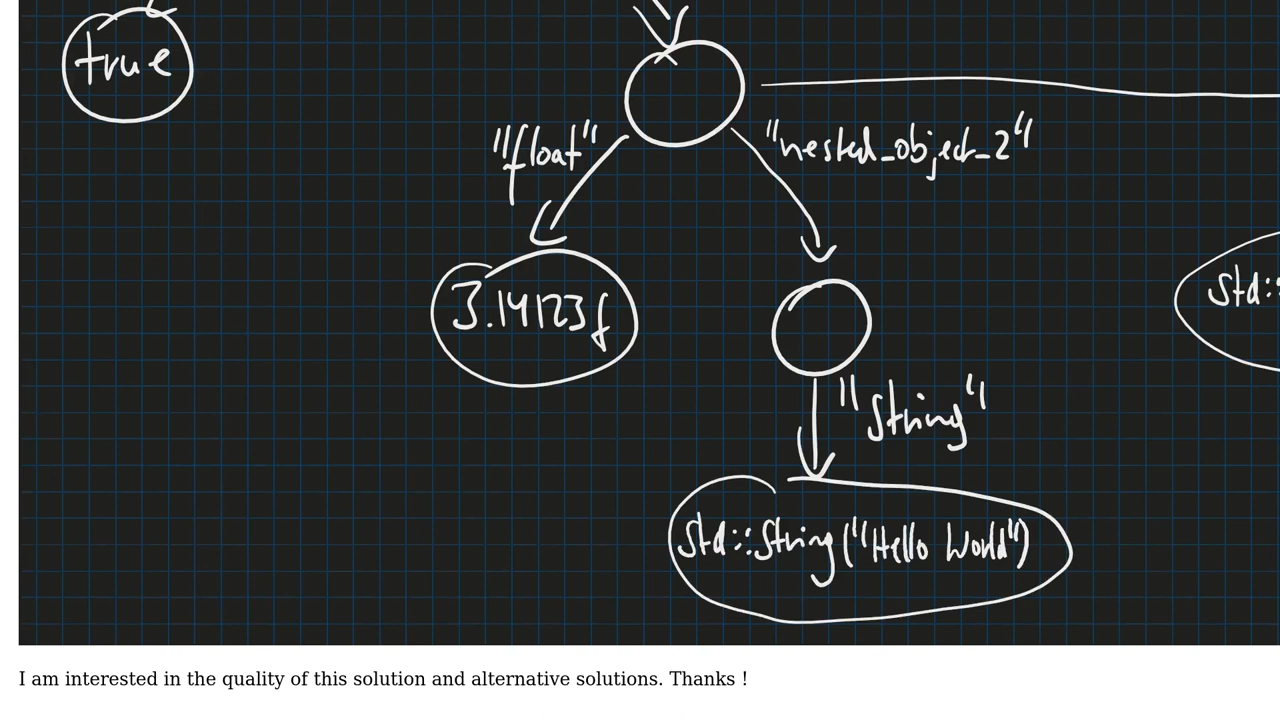 true
"float"
"nested_object_2"
3.14123f
std::
"string"
std::string("Hello World")
I am interested in the quality of this solution and alternative solutions. Thanks !